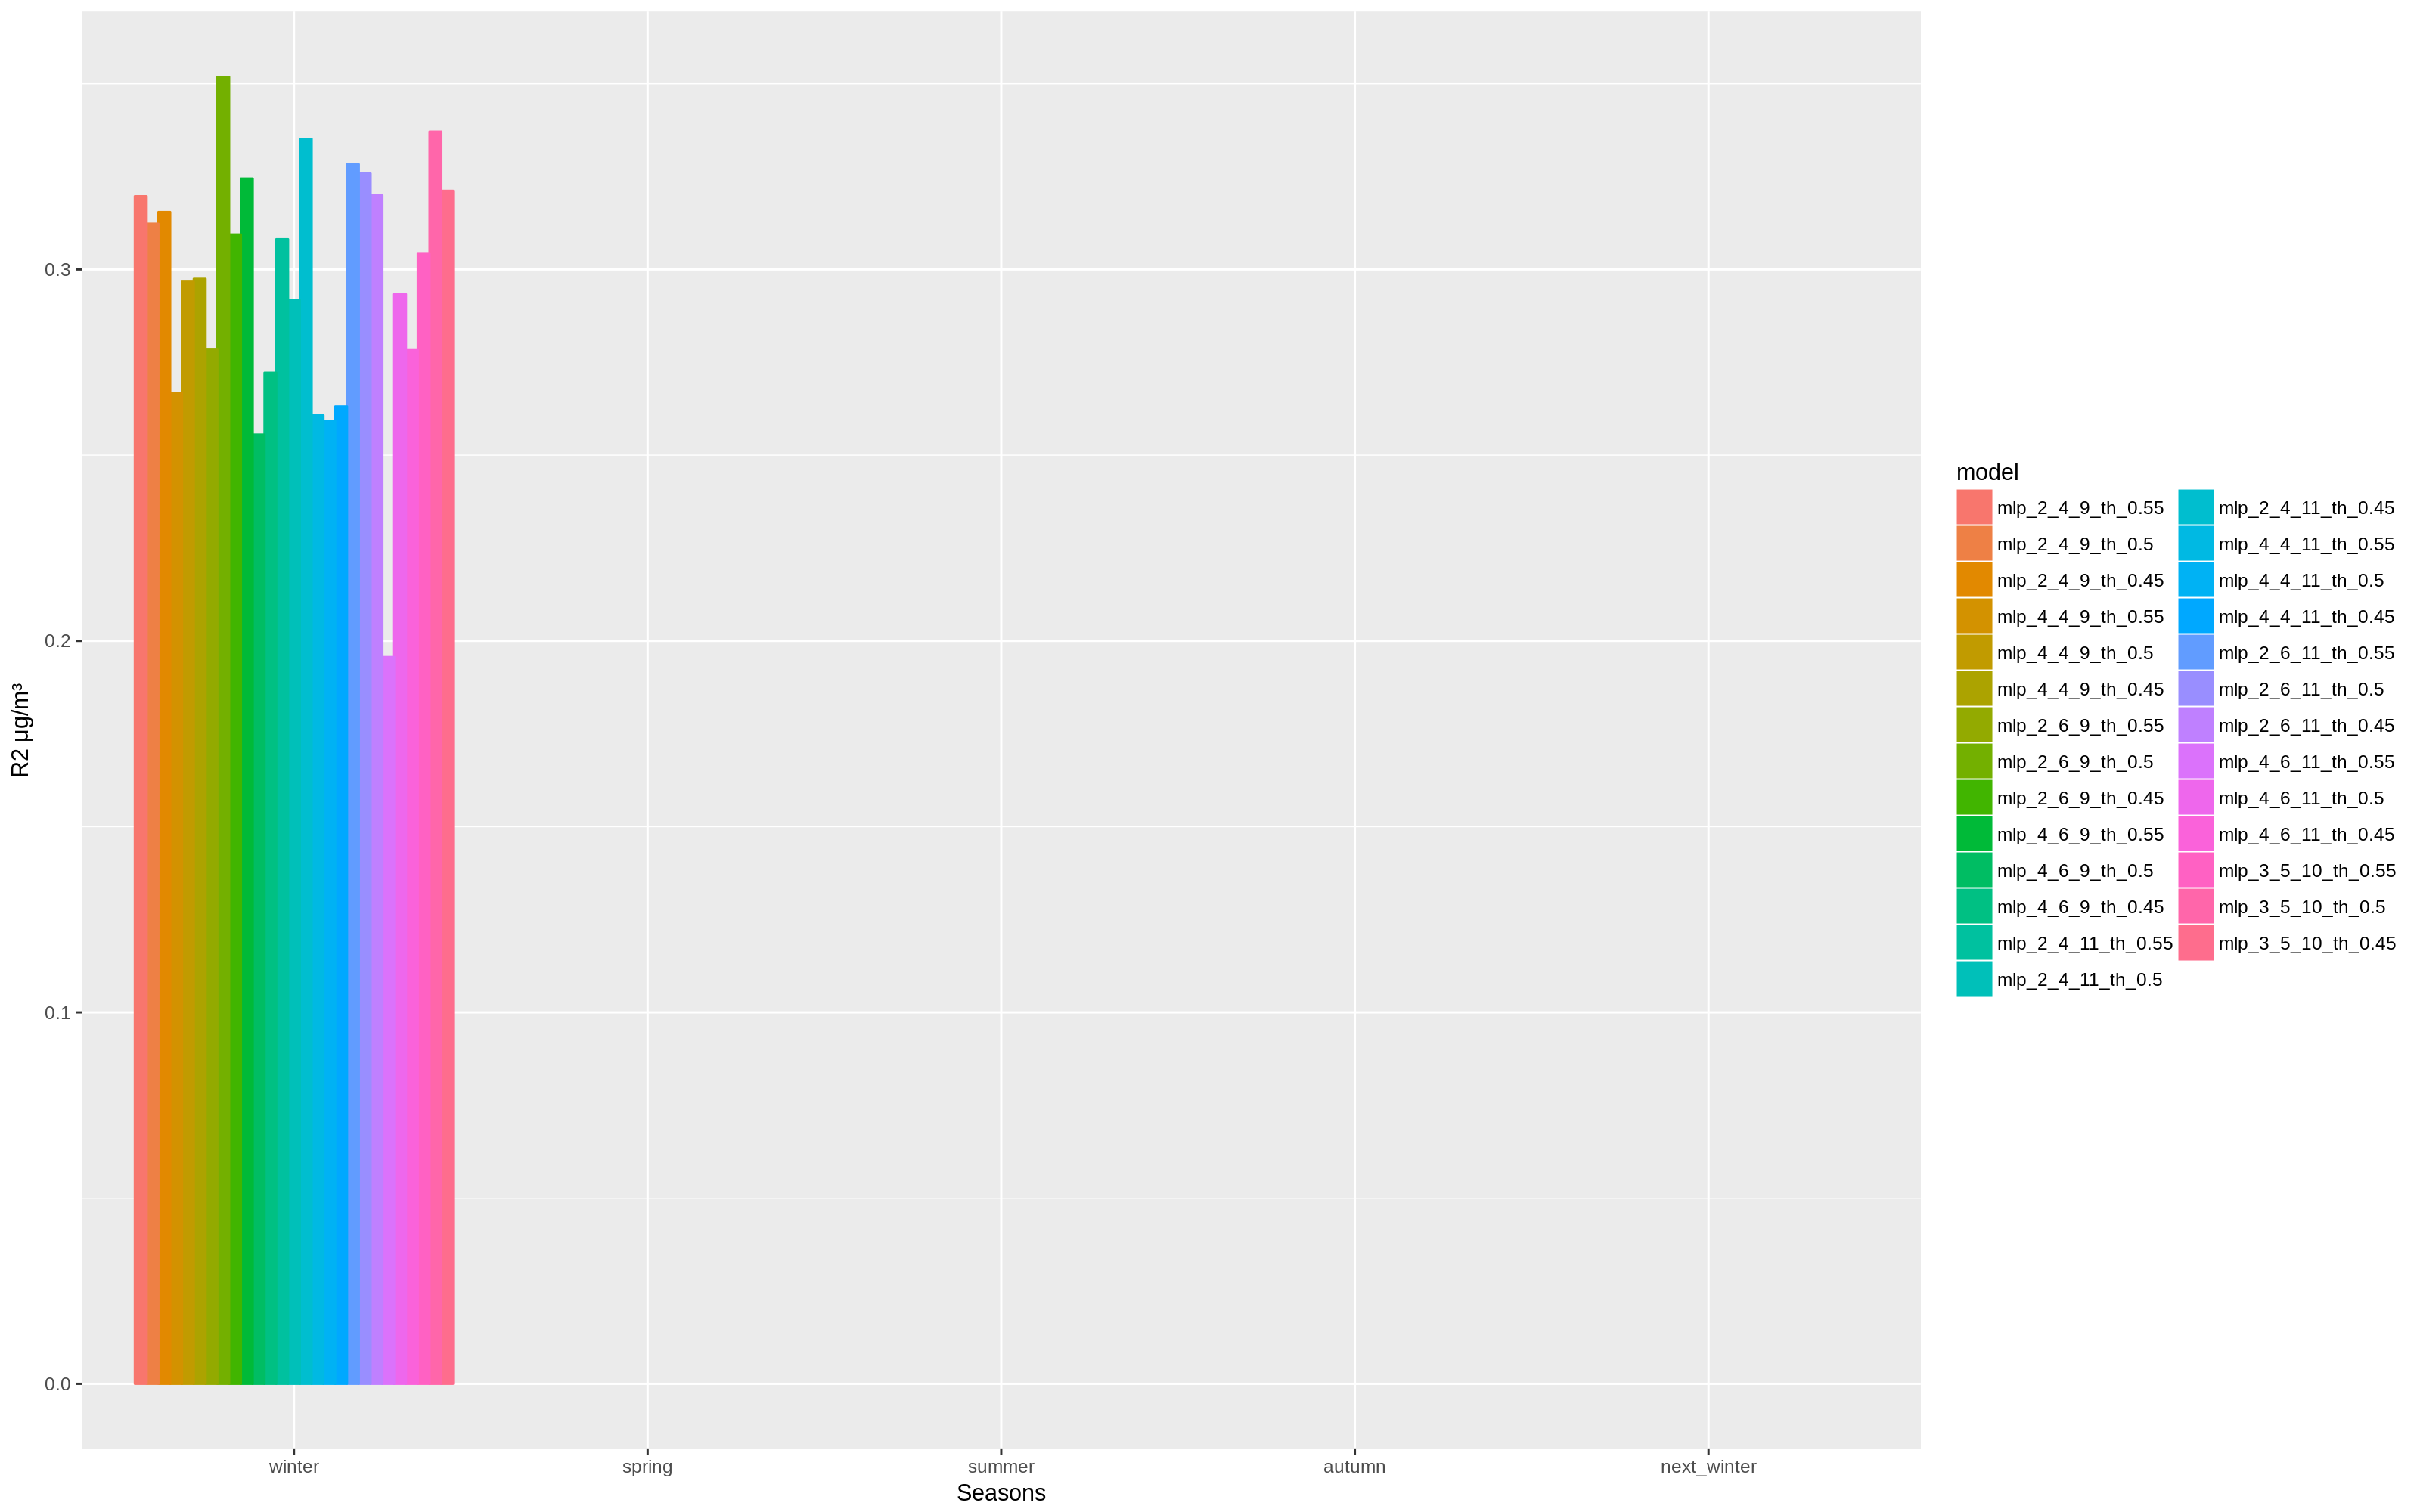 R2 µg/m³
0.3
0.2
0.1
0.0
winter
spring
summer
autumn
next_winter
Seasons
model
mlp_2_4_9_th_0.55
mlp_2_4_9_th_0.5
mlp_2_4_9_th_0.45
mlp_4_4_9_th_0.55
mlp_4_4_9_th_0.5
mlp_4_4_9_th_0.45
mlp_2_6_9_th_0.55
mlp_2_6_9_th_0.5
mlp_2_6_9_th_0.45
mlp_4_6_9_th_0.55
mlp_4_6_9_th_0.5
mlp_4_6_9_th_0.45
mlp_2_4_11_th_0.55
mlp_2_4_11_th_0.5
mlp_2_4_11_th_0.45
mlp_4_4_11_th_0.55
mlp_4_4_11_th_0.5
mlp_4_4_11_th_0.45
mlp_2_6_11_th_0.55
mlp_2_6_11_th_0.5
mlp_2_6_11_th_0.45
mlp_4_6_11_th_0.55
mlp_4_6_11_th_0.5
mlp_4_6_11_th_0.45
mlp_3_5_10_th_0.55
mlp_3_5_10_th_0.5
mlp_3_5_10_th_0.45